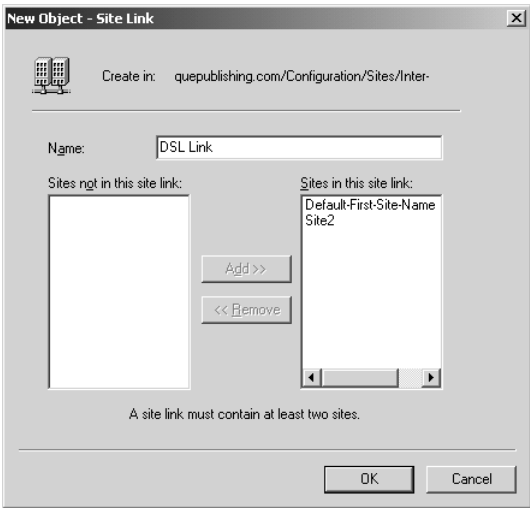 New Object - Site Link
Create in: quepublishing.com/Configuration/Sites/Inter-
Name: DSL Link
Sites not in this site link:
Sites in this site link:
Default-First-Site-Name
Site2
Add >>
<< Remove
A site link must contain at least two sites.
OK
Cancel